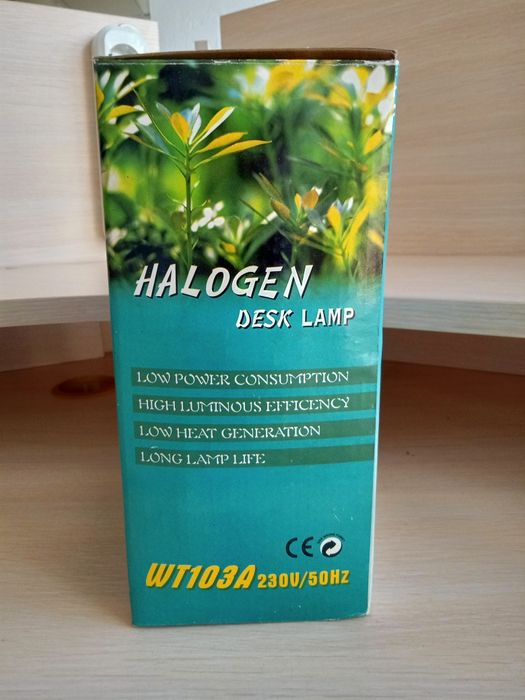 HALOGEN
DESK LAMP
LOW POWER CONSUMPTION
HIGH LUMINOUS EFFICENCY
LOW HEAT GENERATION
LONG LAMP LIFE
CE
WT103A 230V/50HZ